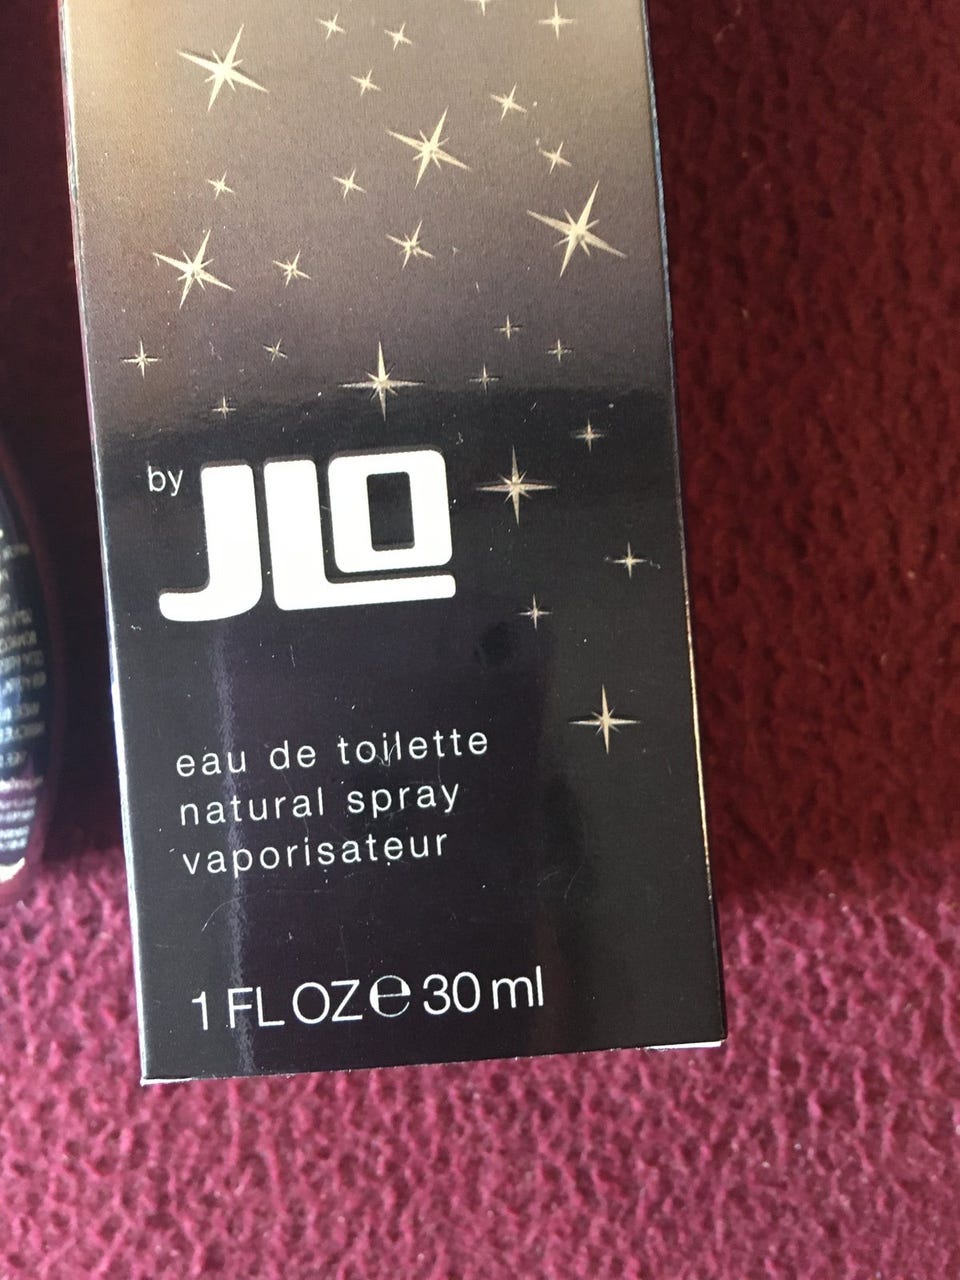 by JLO
eau de toilette
natural spray
vaporisateur
1 FL OZ ℮ 30 ml